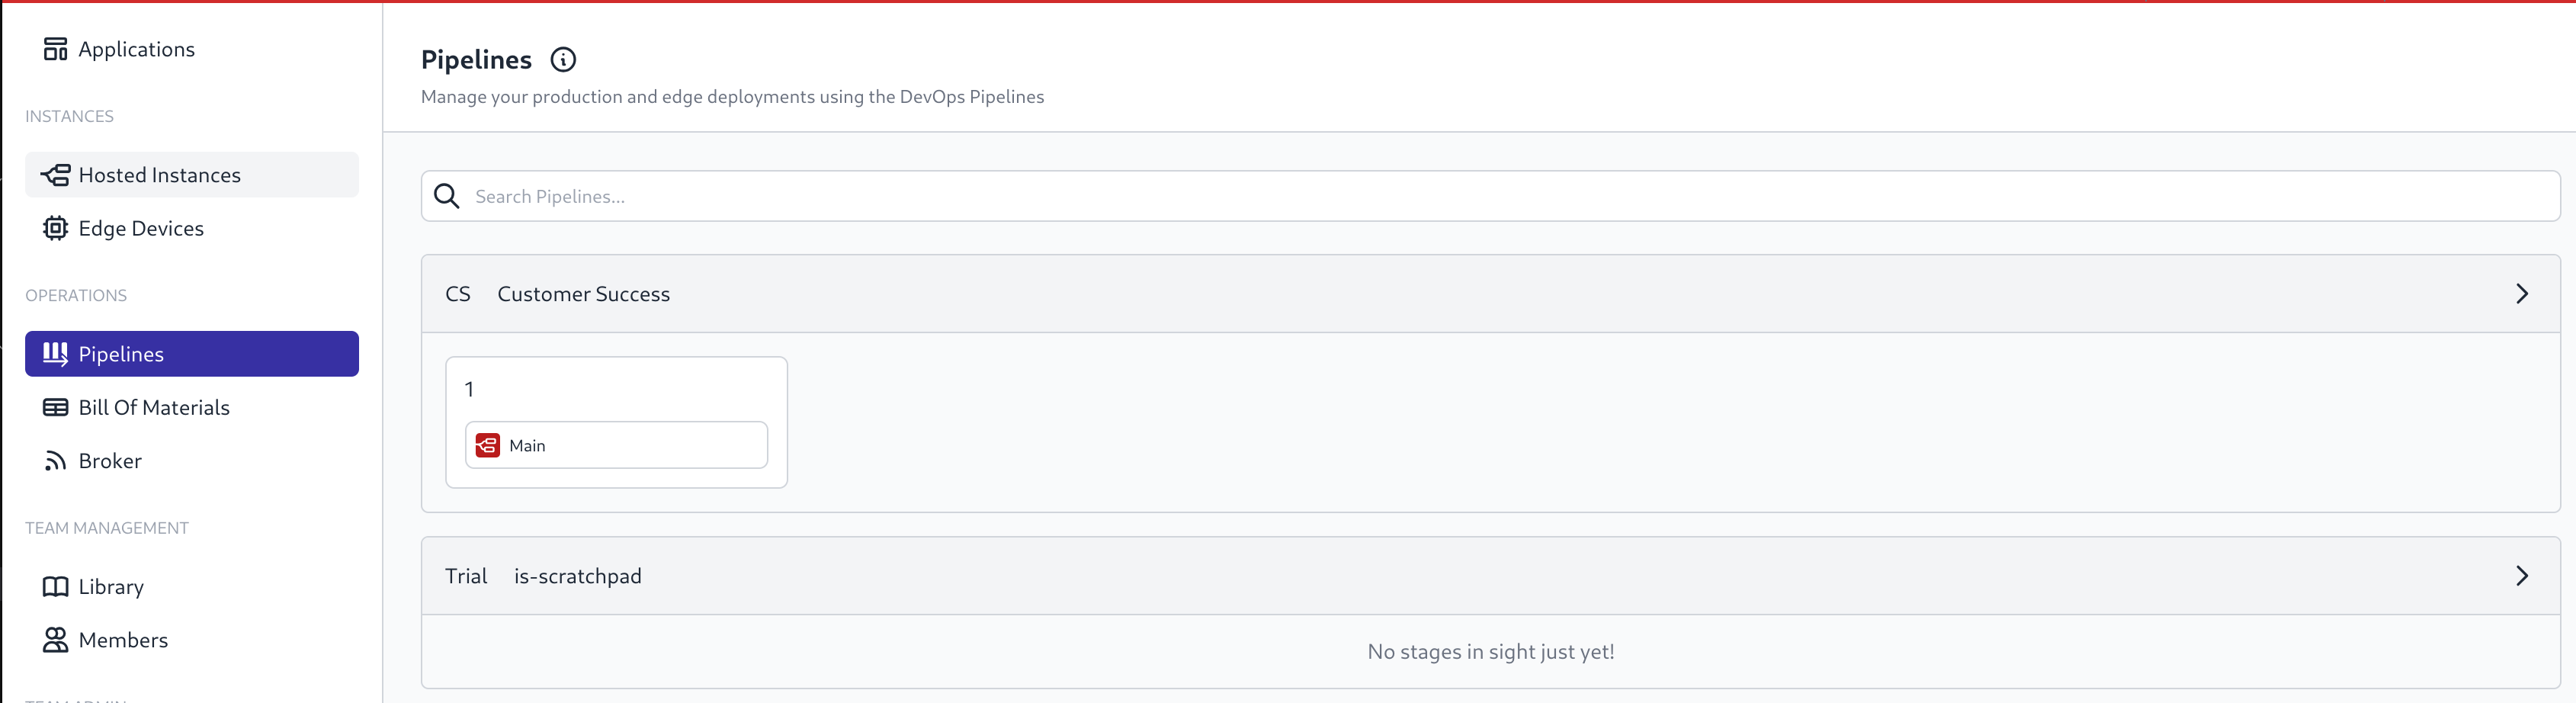 Applications
INSTANCES
Hosted Instances
Edge Devices
OPERATIONS
Pipelines
Bill Of Materials
Broker
TEAM MANAGEMENT
Library
Members
TEAM ADMIN
Pipelines
Manage your production and edge deployments using the DevOps Pipelines
Search Pipelines...
CS Customer Success
1
Main
Trial is-scratchpad
No stages in sight just yet!